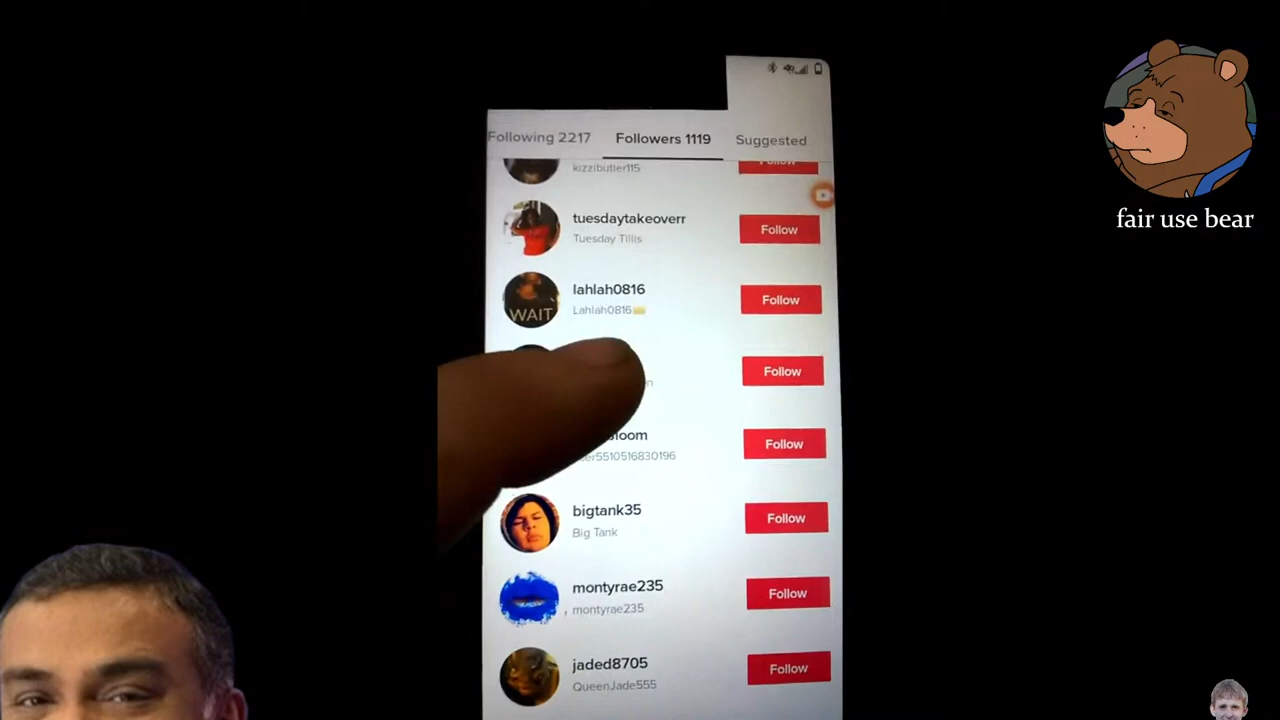 Following 2217 Followers 1119 Suggested
kizzibutler115 Follow
tuesdaytakeoverr
Tuesday Tillis
Follow
lahlah0816
Lahlah0816
Follow
WAIT
Follow
Follow
bigtank35
Big Tank
Follow
montyrae235
montyrae235
Follow
jaded8705
QueenJade555
Follow
fair use bear